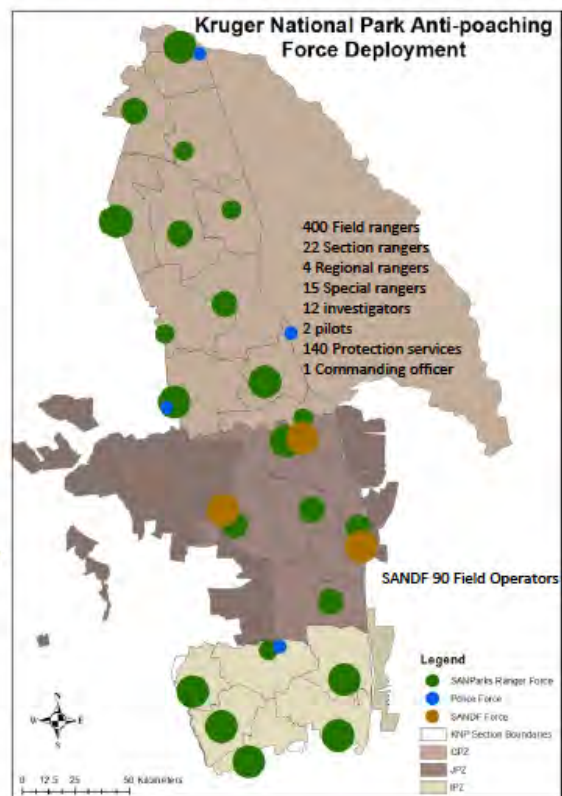 Kruger National Park Anti-poaching
Force Deployment
400 Field rangers
22 Section rangers
4 Regional rangers
15 Special rangers
12 investigators
2 pilots
140 Protection services
1 Commanding officer
SANDF 90 Field Operators
Legend
SANParks Ranger Force
Police Force
SANDF Force
KNP Section Boundaries
CPZ
JPZ
IPZ
N
W E
S
0 12.5 25 50 Kilometers